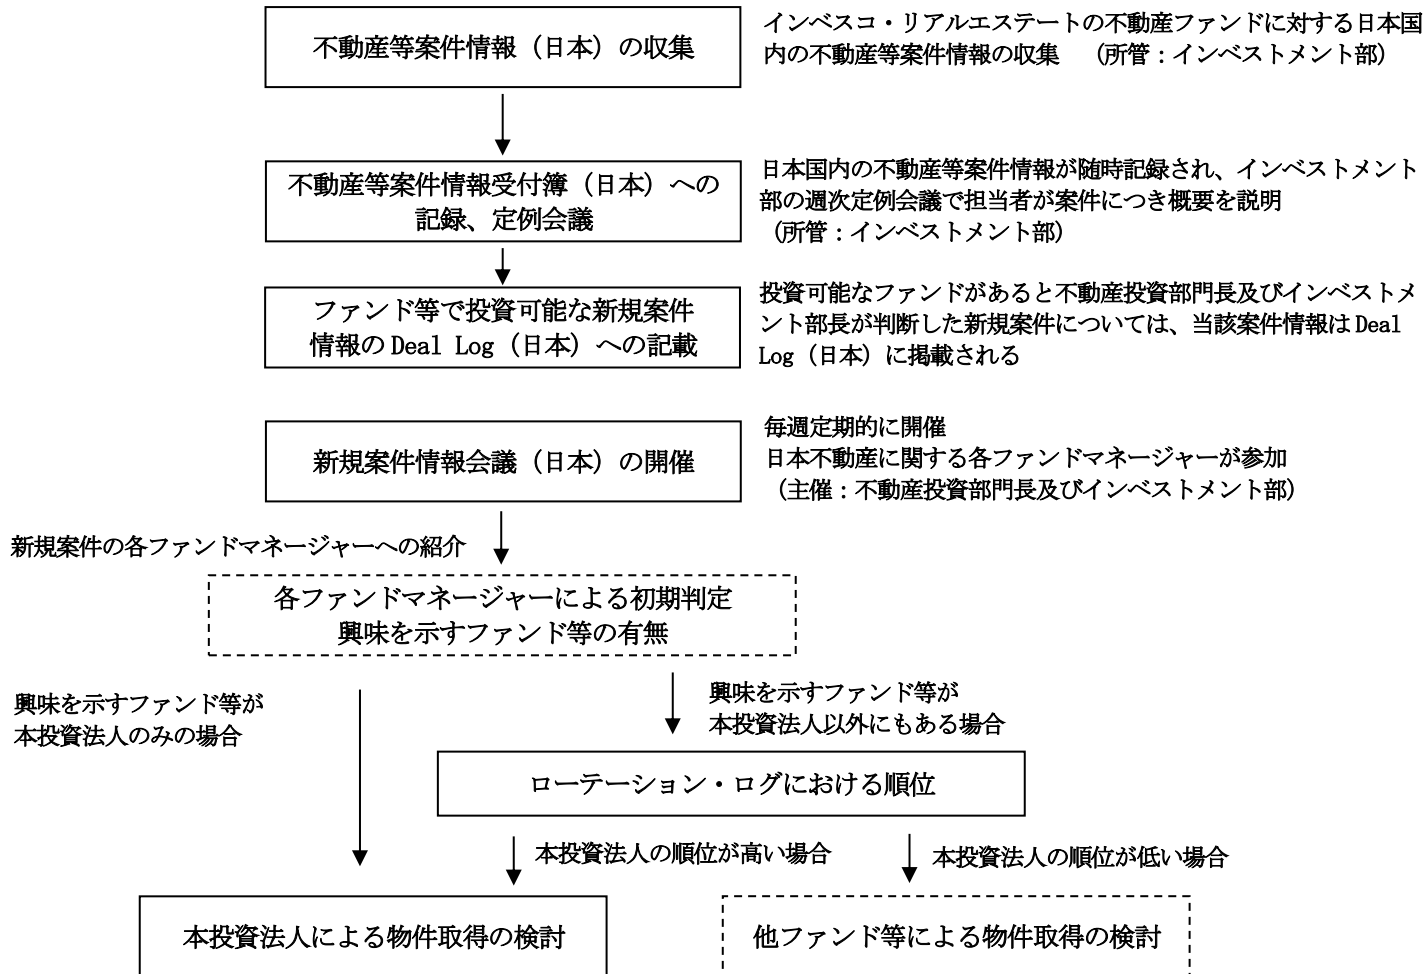 不動産等案件情報（日本）の収集
インベスコ・リアルエステートの不動産ファンドに対する日本国
内の不動産等案件情報の収集　（所管：インベストメント部）
不動産等案件情報受付簿（日本）への
記録、定例会議
日本国内の不動産等案件情報が随時記録され、インベストメント
部の週次定例会議で担当者が案件につき概要を説明
（所管：インベストメント部）
ファンド等で投資可能な新規案件
情報の Deal Log（日本）への記載
投資可能なファンドがあると不動産投資部門長及びインベストメ
ント部長が判断した新規案件については、当該案件情報は Deal
Log（日本）に掲載される
新規案件情報会議（日本）の開催
毎週定期的に開催
日本不動産に関する各ファンドマネージャーが参加
（主催：不動産投資部門長及びインベストメント部）
新規案件の各ファンドマネージャーへの紹介
各ファンドマネージャーによる初期判定
興味を示すファンド等の有無
興味を示すファンド等が
本投資法人のみの場合
興味を示すファンド等が
本投資法人以外にもある場合
ローテーション・ログにおける順位
本投資法人の順位が高い場合
本投資法人の順位が低い場合
本投資法人による物件取得の検討
他ファンド等による物件取得の検討